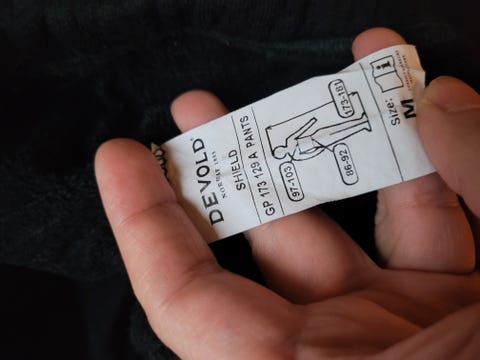 DEVOLD®
NORWAY 1853
SHIELD
GP 173 129 A PANTS
173-181
86-92
97-103
Size:
M